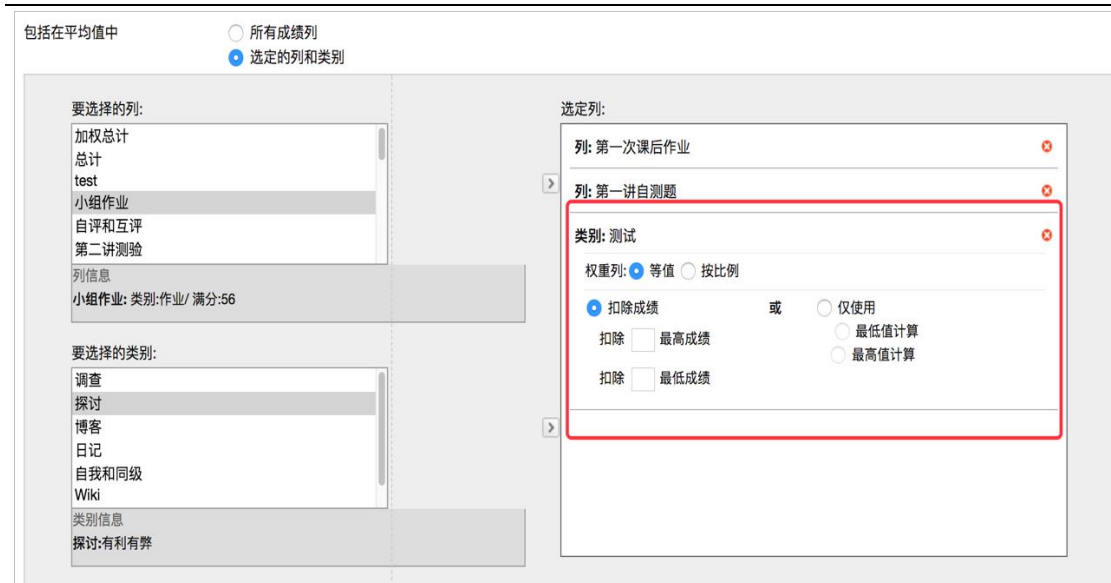 包括在平均值中
所有成绩列
选定的列和类别
要选择的列:
加权总计
总计
test
小组作业
自评和互评
第二讲测验
列信息
小组作业: 类别:作业/ 满分:56
要选择的类别:
调查
探讨
博客
日记
自我和同级
Wiki
类别信息
探讨:有利有弊
选定列:
列: 第一次课后作业
列: 第一讲自测题
类别: 测试
权重列: 等值 按比例
扣除成绩 或 仅使用
扣除 最高成绩
最低值计算
最高值计算
扣除 最低成绩